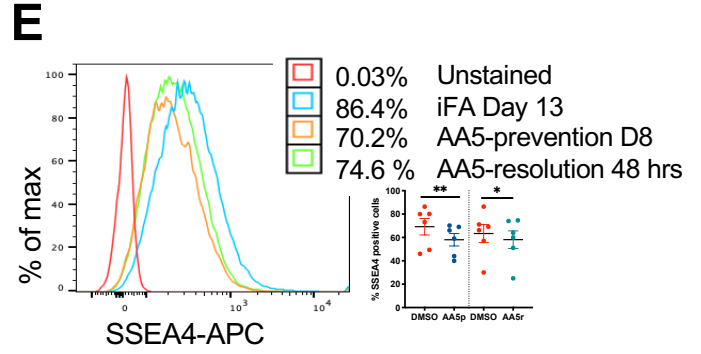 E
100
80
60
40
20
0
% of max
0
10³
10⁴
SSEA4-APC
0.03% Unstained
86.4% iFA Day 13
70.2% AA5-prevention D8
74.6 % AA5-resolution 48 hrs
** *
100
80
60
40
20
0
% SSEA4 positive cells
DMSO AA5p DMSO AA5r